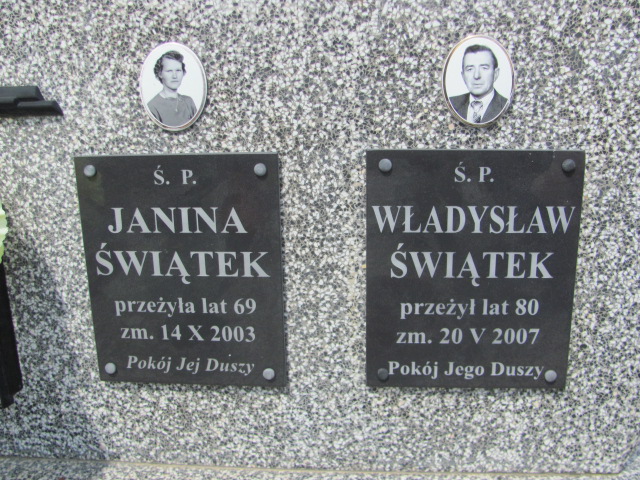 Ś. P.
JANINA
ŚWIĄTEK
przeżyła lat 69
zm. 14 X 2003
Pokój Jej Duszy
Ś. P.
WŁADYSŁAW
ŚWIĄTEK
przeżył lat 80
zm. 20 V 2007
Pokój Jego Duszy